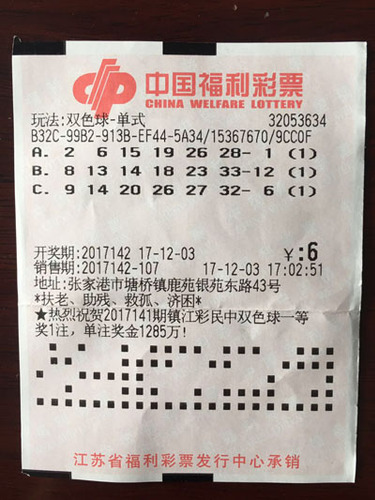 中国福利彩票
CHINA WELFARE LOTTERY
玩法:双色球-单式 32053634
B32C-99B2-913B-EF44-5A34/15367670/9CC0F
A. 2 6 15 19 26 28- 1 (1)
B. 8 13 14 18 23 33-12 (1)
C. 9 14 20 26 27 32- 6 (1)
开奖期:2017142 17-12-03 ¥:6
销售期:2017142-107 17-12-03 17:02:51
地址:张家港市塘桥镇鹿苑银苑东路43号
*扶老、助残、救孤、济困*
★热烈祝贺2017141期镇江彩民中双色球一等
奖1注,单注奖金1285万!
江苏省福利彩票发行中心承销